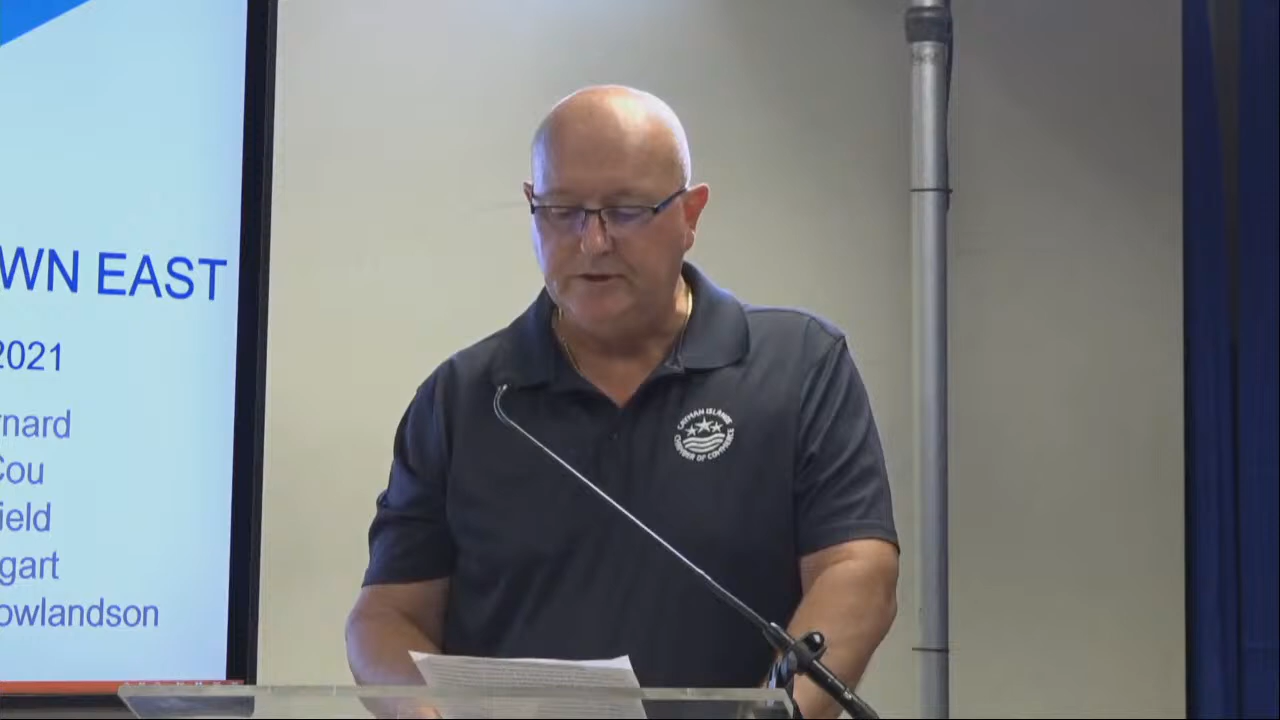 WN EAST
2021
rnard
Cou
ield
gart
owlandson
CAYMAN ISLANDS
CHAMBER OF COMMERCE